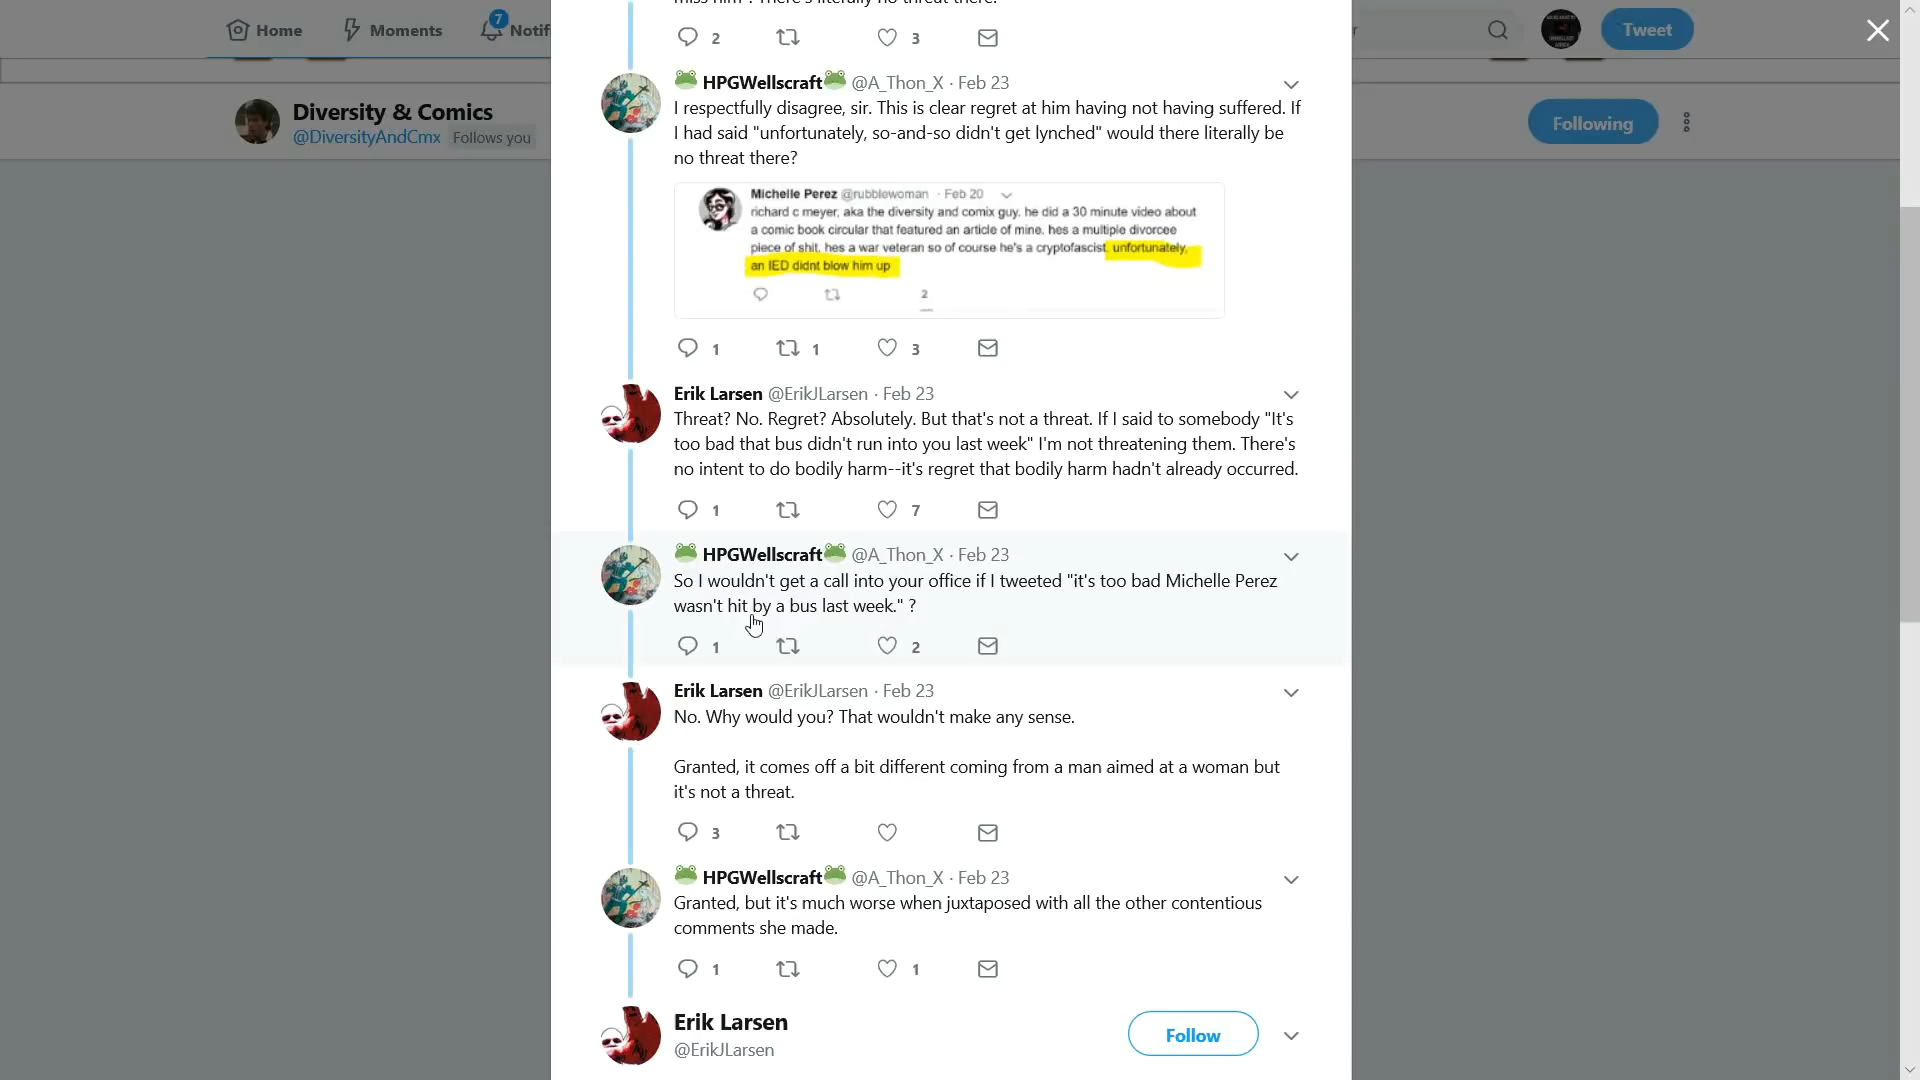 miss him". There's literally no threat there.
Home
Moments
7
Notif
r
Tweet
2
3
Diversity & Comics
@DiversityAndCmx Follows you
Following
HPGWellscraft @A_Thon_X · Feb 23
I respectfully disagree, sir. This is clear regret at him having not having suffered. If
I had said "unfortunately, so-and-so didn't get lynched" would there literally be
no threat there?
Michelle Perez @rubblewoman · Feb 20
richard c meyer, aka the diversity and comix guy. he did a 30 minute video about
a comic book circular that featured an article of mine. hes a multiple divorcee
piece of shit. hes a war veteran so of course he's a cryptofascist. unfortunately,
an IED didnt blow him up
2
1 1 3
Erik Larsen @ErikJLarsen · Feb 23
Threat? No. Regret? Absolutely. But that's not a threat. If I said to somebody "It's
too bad that bus didn't run into you last week" I'm not threatening them. There's
no intent to do bodily harm--it's regret that bodily harm hadn't already occurred.
1 7
HPGWellscraft @A_Thon_X · Feb 23
So I wouldn't get a call into your office if I tweeted "it's too bad Michelle Perez
wasn't hit by a bus last week." ?
1 2
Erik Larsen @ErikJLarsen · Feb 23
No. Why would you? That wouldn't make any sense.
Granted, it comes off a bit different coming from a man aimed at a woman but
it's not a threat.
3
HPGWellscraft @A_Thon_X · Feb 23
Granted, but it's much worse when juxtaposed with all the other contentious
comments she made.
1 1
Erik Larsen
@ErikJLarsen
Follow